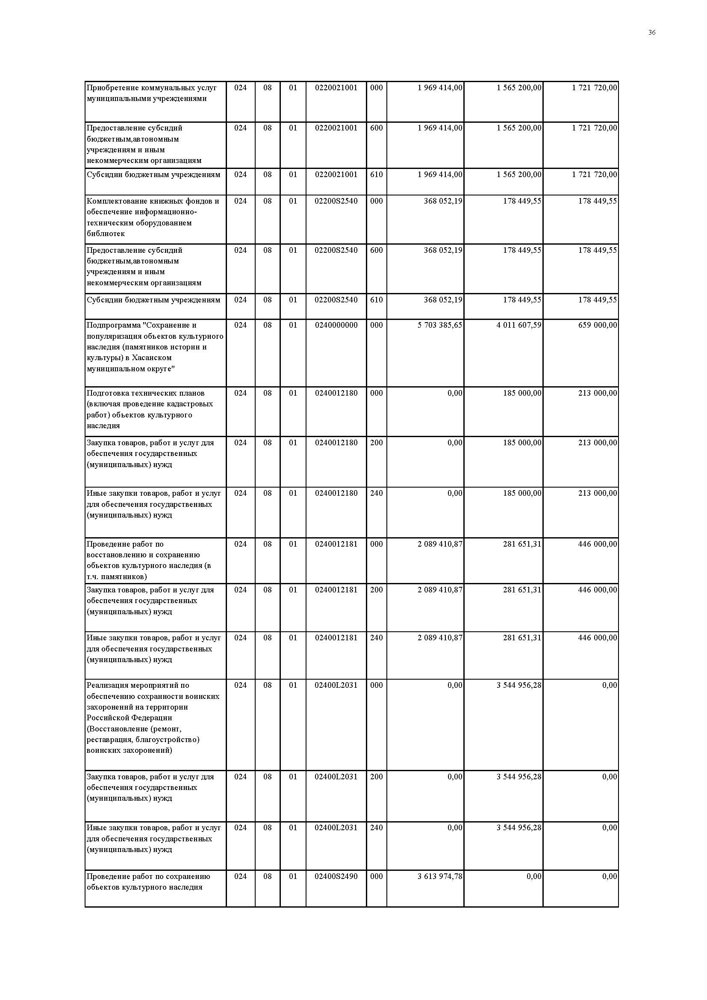 36
Приобретение коммунальных услуг 024 08 01 0220021001 000 1 969 414,00 1 565 200,00 1 721 720,00
муниципальными учреждениями
Предоставление субсидий 024 08 01 0220021001 600 1 969 414,00 1 565 200,00 1 721 720,00
бюджетным,автономным
учреждениям и иным
некоммерческим организациям
Субсидии бюджетным учреждениям 024 08 01 0220021001 610 1 969 414,00 1 565 200,00 1 721 720,00
Комплектование книжных фондов и 024 08 01 02200S2540 000 368 052,19 178 449,55 178 449,55
обеспечение информационно-
техническим оборудованием
библиотек
Предоставление субсидий 024 08 01 02200S2540 600 368 052,19 178 449,55 178 449,55
бюджетным,автономным
учреждениям и иным
некоммерческим организациям
Субсидии бюджетным учреждениям 024 08 01 02200S2540 610 368 052,19 178 449,55 178 449,55
Подпрограмма "Сохранение и 024 08 01 0240000000 000 5 703 385,65 4 011 607,59 659 000,00
популяризация объектов культурного
наследия (памятников истории и
культуры) в Хасанском
муниципальном округе"
Подготовка технических планов 024 08 01 0240012180 000 0,00 185 000,00 213 000,00
(включая проведение кадастровых
работ) объектов культурного
наследия
Закупка товаров, работ и услуг для 024 08 01 0240012180 200 0,00 185 000,00 213 000,00
обеспечения государственных
(муниципальных) нужд
Иные закупки товаров, работ и услуг 024 08 01 0240012180 240 0,00 185 000,00 213 000,00
для обеспечения государственных
(муниципальных) нужд
Проведение работ по 024 08 01 0240012181 000 2 089 410,87 281 651,31 446 000,00
восстановлению и сохранению
объектов культурного наследия (в
т.ч. памятников)
Закупка товаров, работ и услуг для 024 08 01 0240012181 200 2 089 410,87 281 651,31 446 000,00
обеспечения государственных
(муниципальных) нужд
Иные закупки товаров, работ и услуг 024 08 01 0240012181 240 2 089 410,87 281 651,31 446 000,00
для обеспечения государственных
(муниципальных) нужд
Реализация мероприятий по 024 08 01 02400L2031 000 0,00 3 544 956,28 0,00
обеспечению сохранности воинских
захоронений на территории
Российской Федерации
(Восстановление (ремонт,
реставрация, благоустройство)
воинских захоронений)
Закупка товаров, работ и услуг для 024 08 01 02400L2031 200 0,00 3 544 956,28 0,00
обеспечения государственных
(муниципальных) нужд
Иные закупки товаров, работ и услуг 024 08 01 02400L2031 240 0,00 3 544 956,28 0,00
для обеспечения государственных
(муниципальных) нужд
Проведение работ по сохранению 024 08 01 02400S2490 000 3 613 974,78 0,00 0,00
объектов культурного наследия